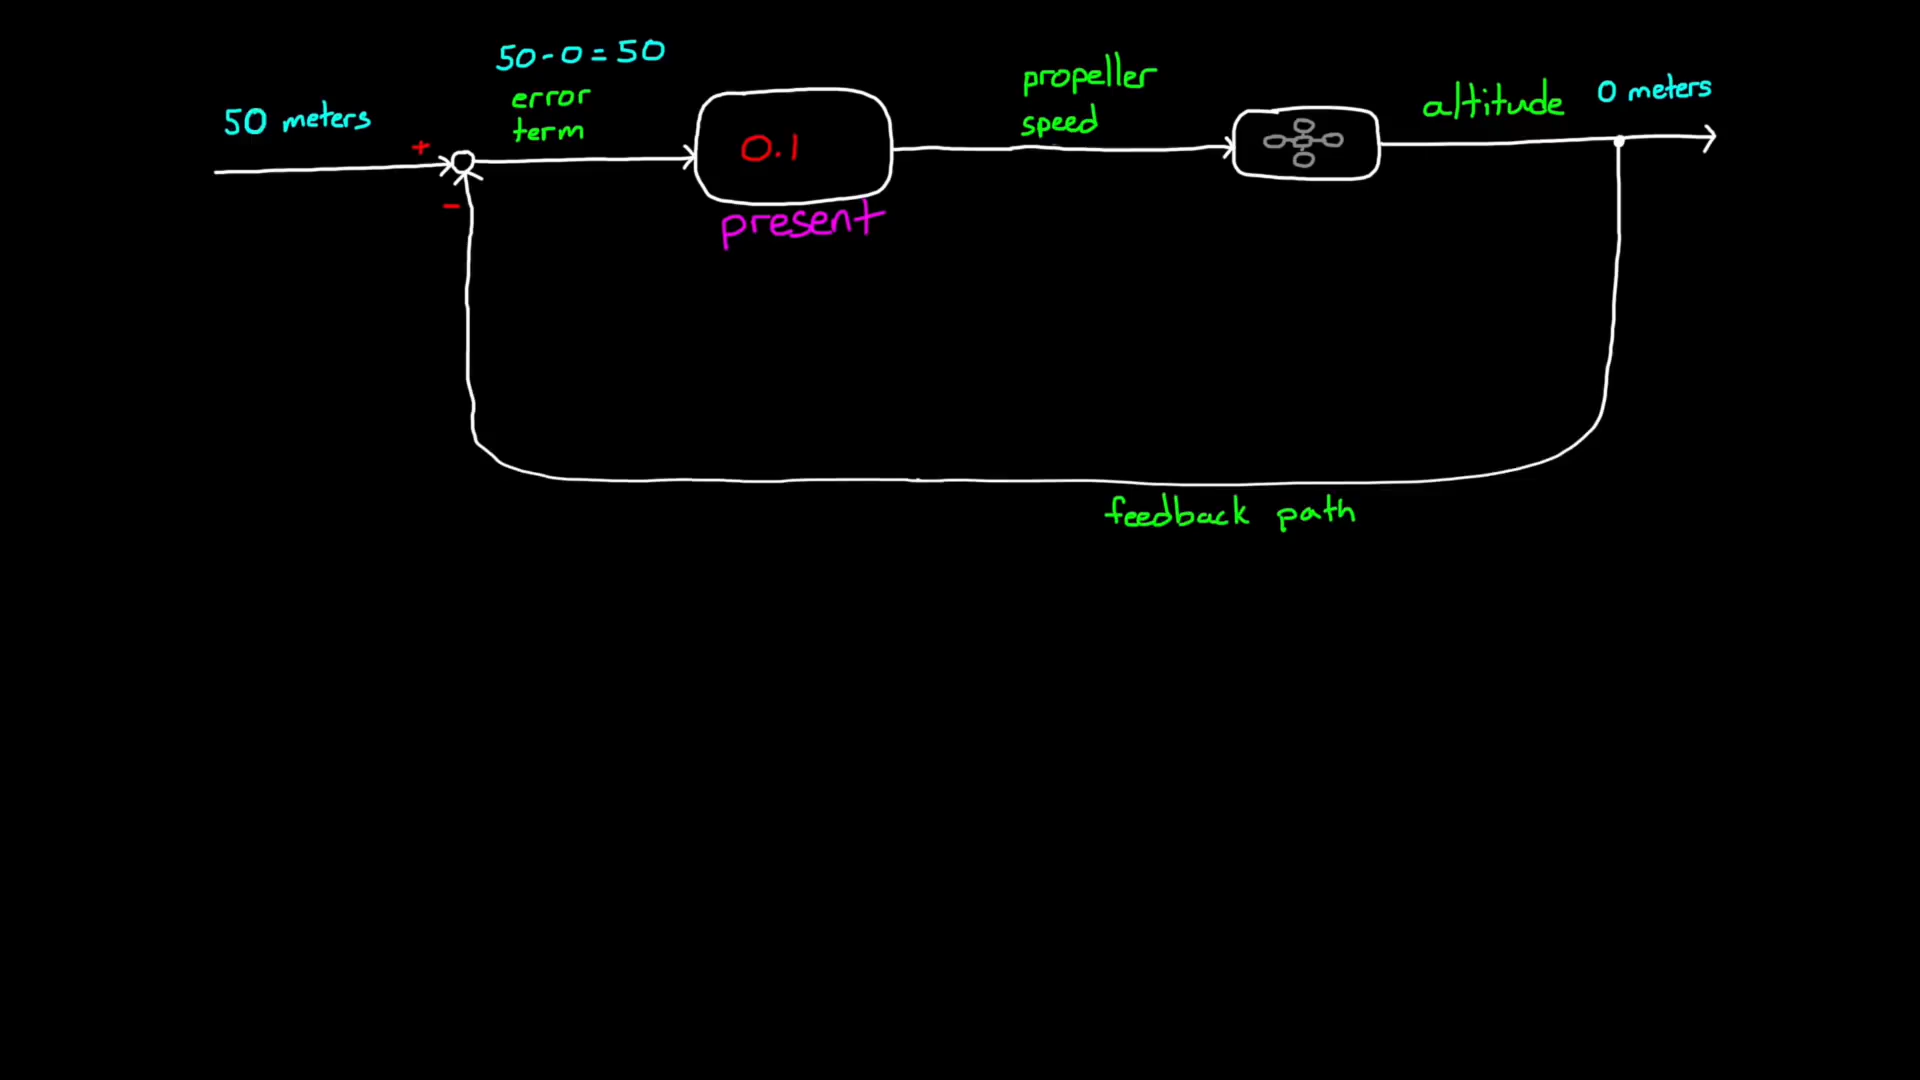 50 - 0 = 50
error
term
50 meters
+
-
0.1
present
propeller
speed
altitude
0 meters
feedback path